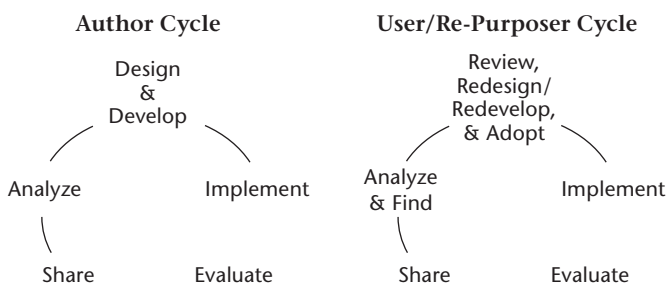 Author Cycle
Design
&
Develop
Analyze
Implement
Share
Evaluate
User/Re-Purposer Cycle
Review,
Redesign/
Redevelop,
& Adopt
Analyze
& Find
Implement
Share
Evaluate